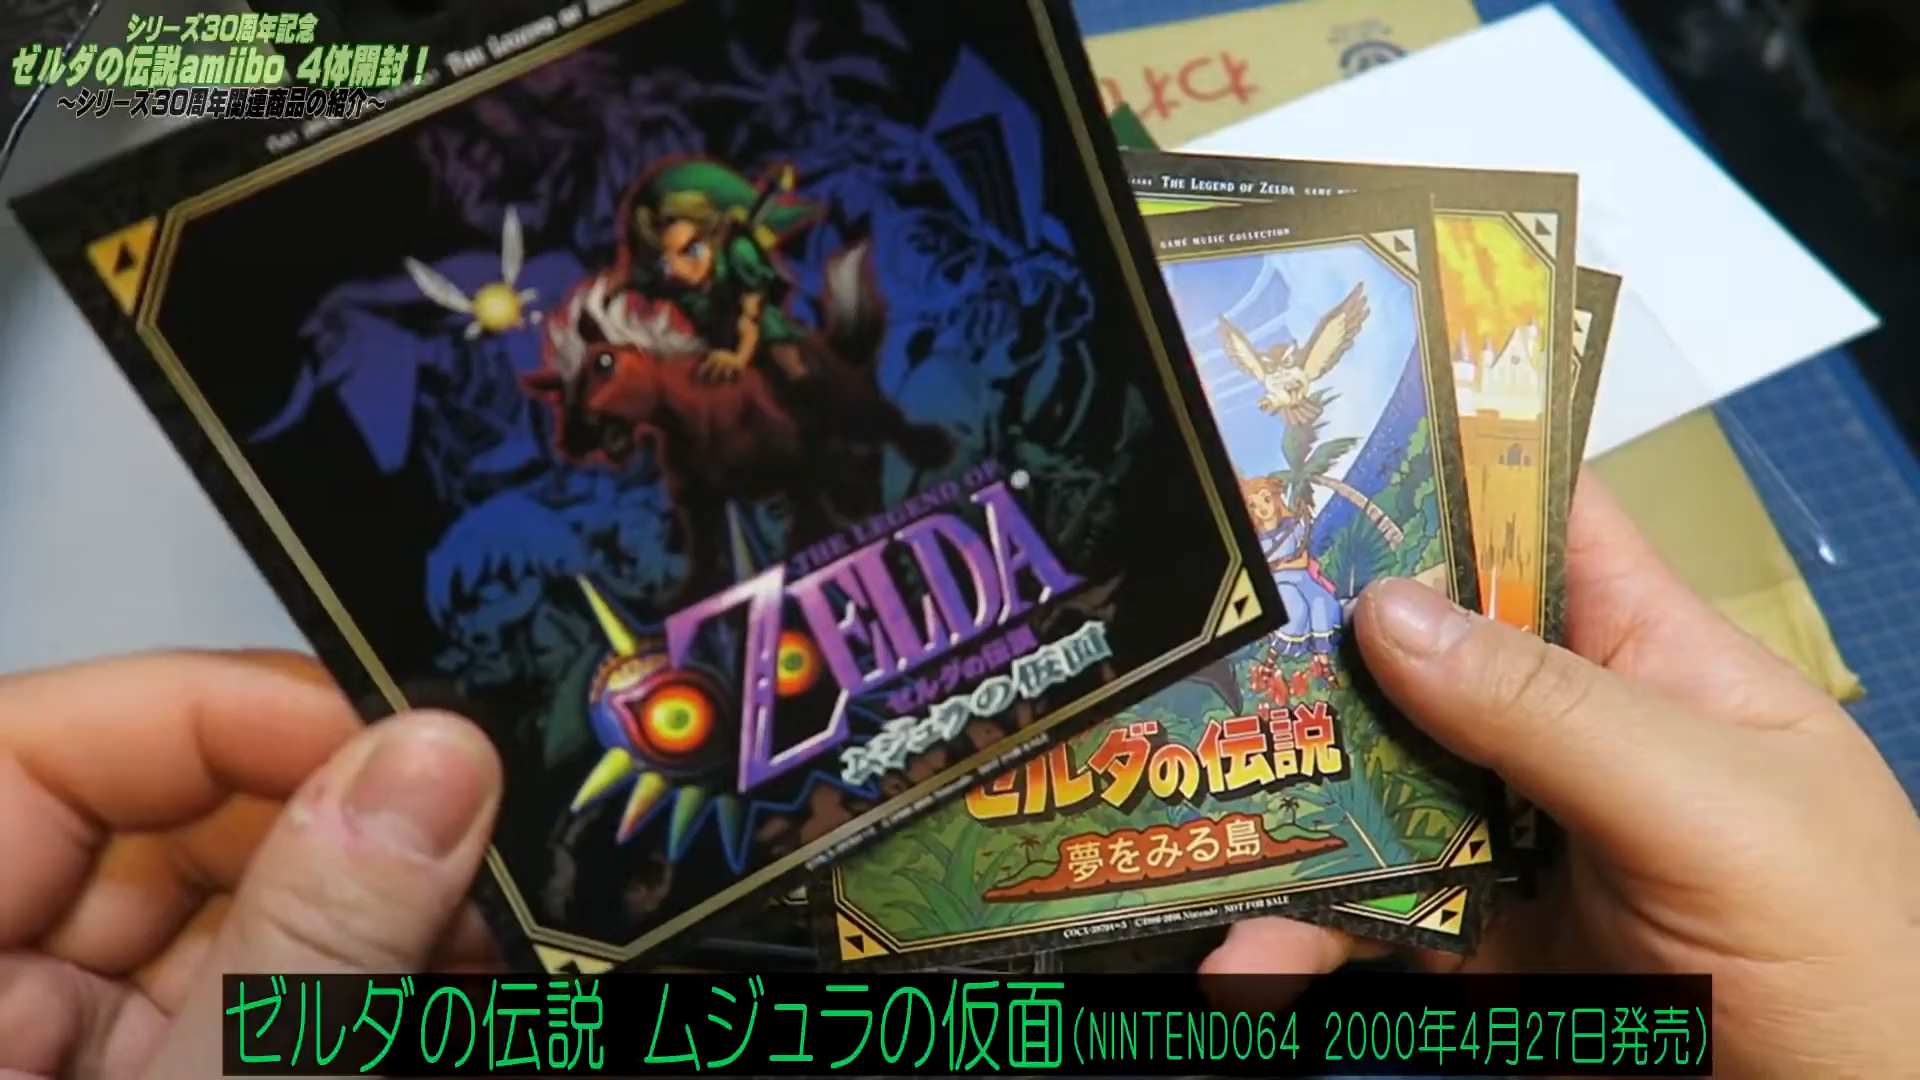 シリーズ30周年記念
ゼルダの伝説amiibo 4体開封！
～シリーズ30周年関連商品の紹介～
THE LEGEND OF
THE LEGEND OF ZELDA GAME
GAME MUSIC COLLECTION
THE LEGEND OF
ZELDA
ゼルダの伝説
ムジュラの仮面
ゼルダの伝説
夢をみる島
Nintendo NOT FOR SALE
ゼルダの伝説 ムジュラの仮面(NINTENDO64 2000年4月27日発売)